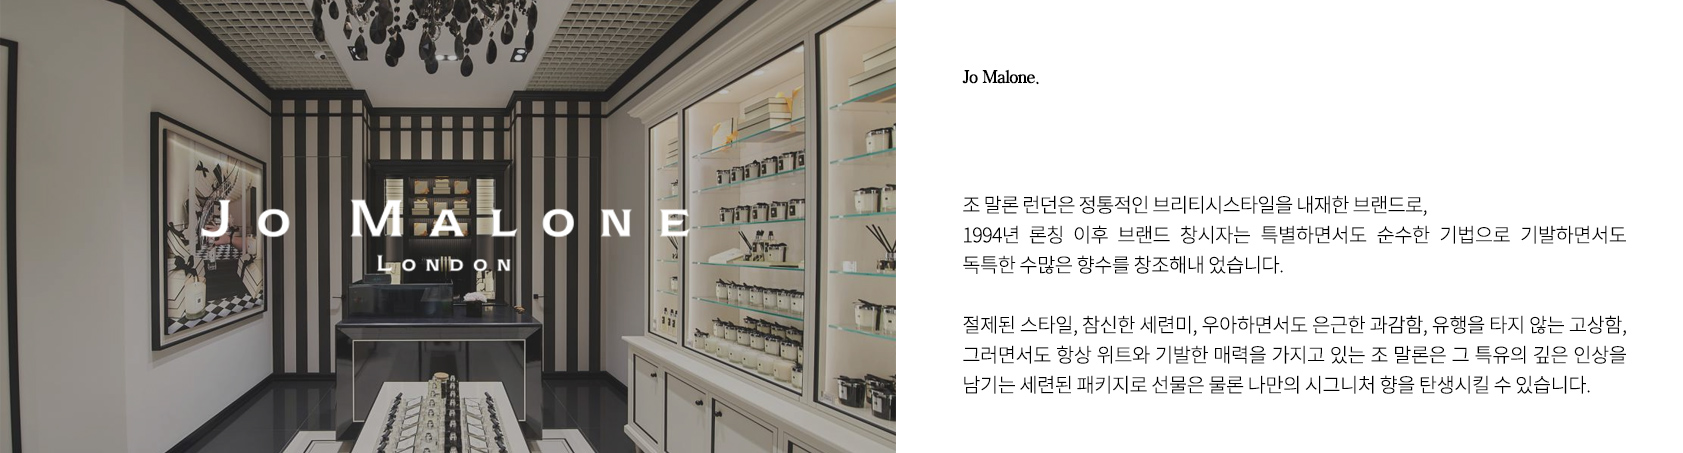 Jo Malone
London
Jo Malone.
조 말론 런던은 정통적인 브리티시스타일을 내재한 브랜드로,
1994년 론칭 이후 브랜드 창시자는 특별하면서도 순수한 기법으로 기발하면서도
독특한 수많은 향수를 창조해내 었습니다.
절제된 스타일, 참신한 세련미, 우아하면서도 은근한 과감함, 유행을 타지 않는 고상함,
그러면서도 항상 위트와 기발한 매력을 가지고 있는 조 말론은 그 특유의 깊은 인상을
남기는 세련된 패키지로 선물은 물론 나만의 시그니처 향을 탄생시킬 수 있습니다.